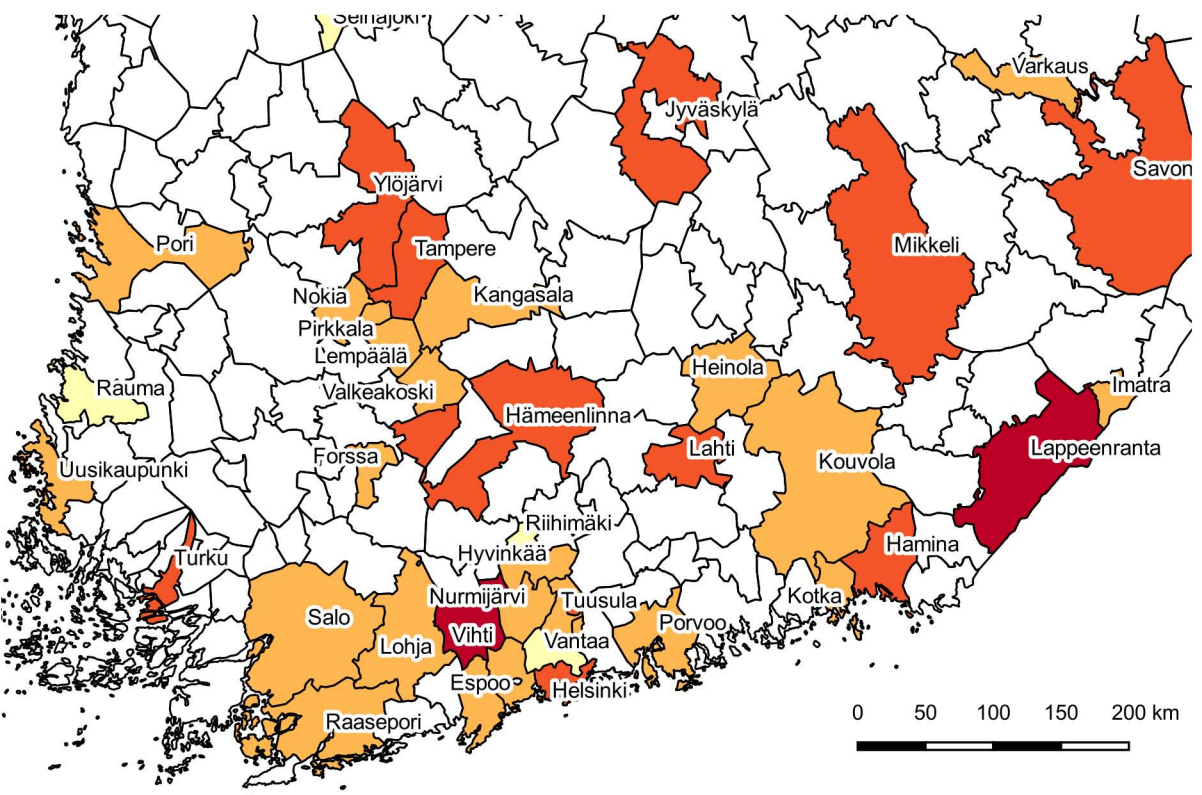 Seinäjoki
Varkaus
Jyväskylä
Savon
Ylöjärvi
Pori
Tampere
Mikkeli
Nokia
Kangasala
Pirkkala
Lempäälä
Heinola
Rauma
Valkeakoski
Imatra
Hämeenlinna
Lahti
Lappeenranta
Forssa
Kouvola
Uusikaupunki
Riihimäki
Turku
Hyvinkää
Hamina
Nurmijärvi
Tuusula
Kotka
Salo
Vihti
Vantaa
Porvoo
Lohja
Espoo
Helsinki
Raasepori
0 50 100 150 200 km